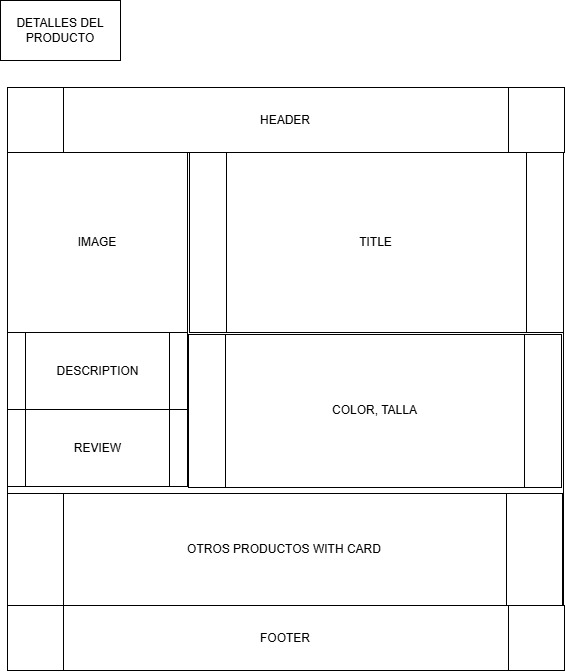 DETALLES DEL
PRODUCTO
HEADER
IMAGE
TITLE
DESCRIPTION
COLOR, TALLA
REVIEW
OTROS PRODUCTOS WITH CARD
FOOTER